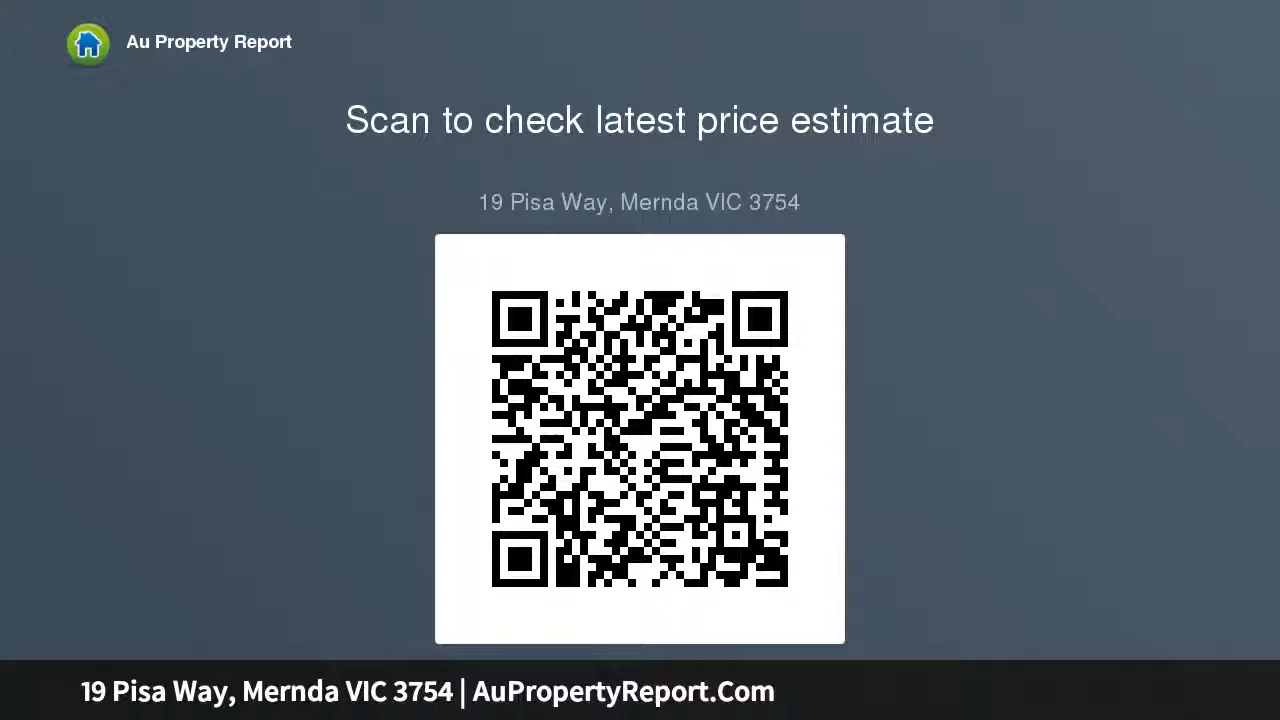 Au Property Report
Scan to check latest price estimate
19 Pisa Way, Mernda VIC 3754
19 Pisa Way, Mernda VIC 3754 | AuPropertyReport.Com